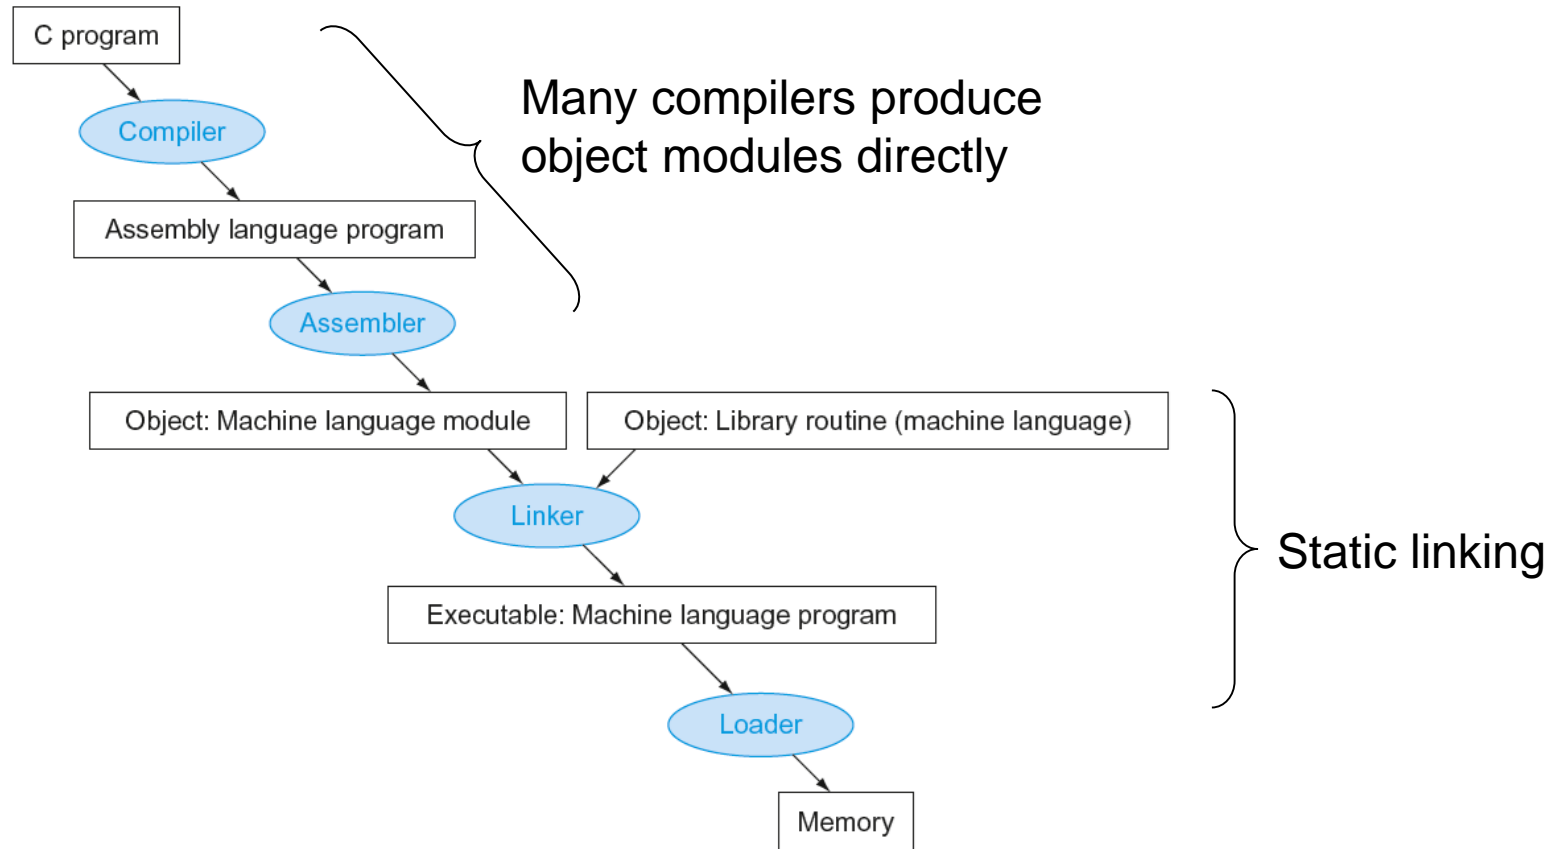 C program
Many compilers produce
object modules directly
Compiler
Assembly language program
Assembler
Object: Machine language module
Object: Library routine (machine language)
Linker
Static linking
Executable: Machine language program
Loader
Memory